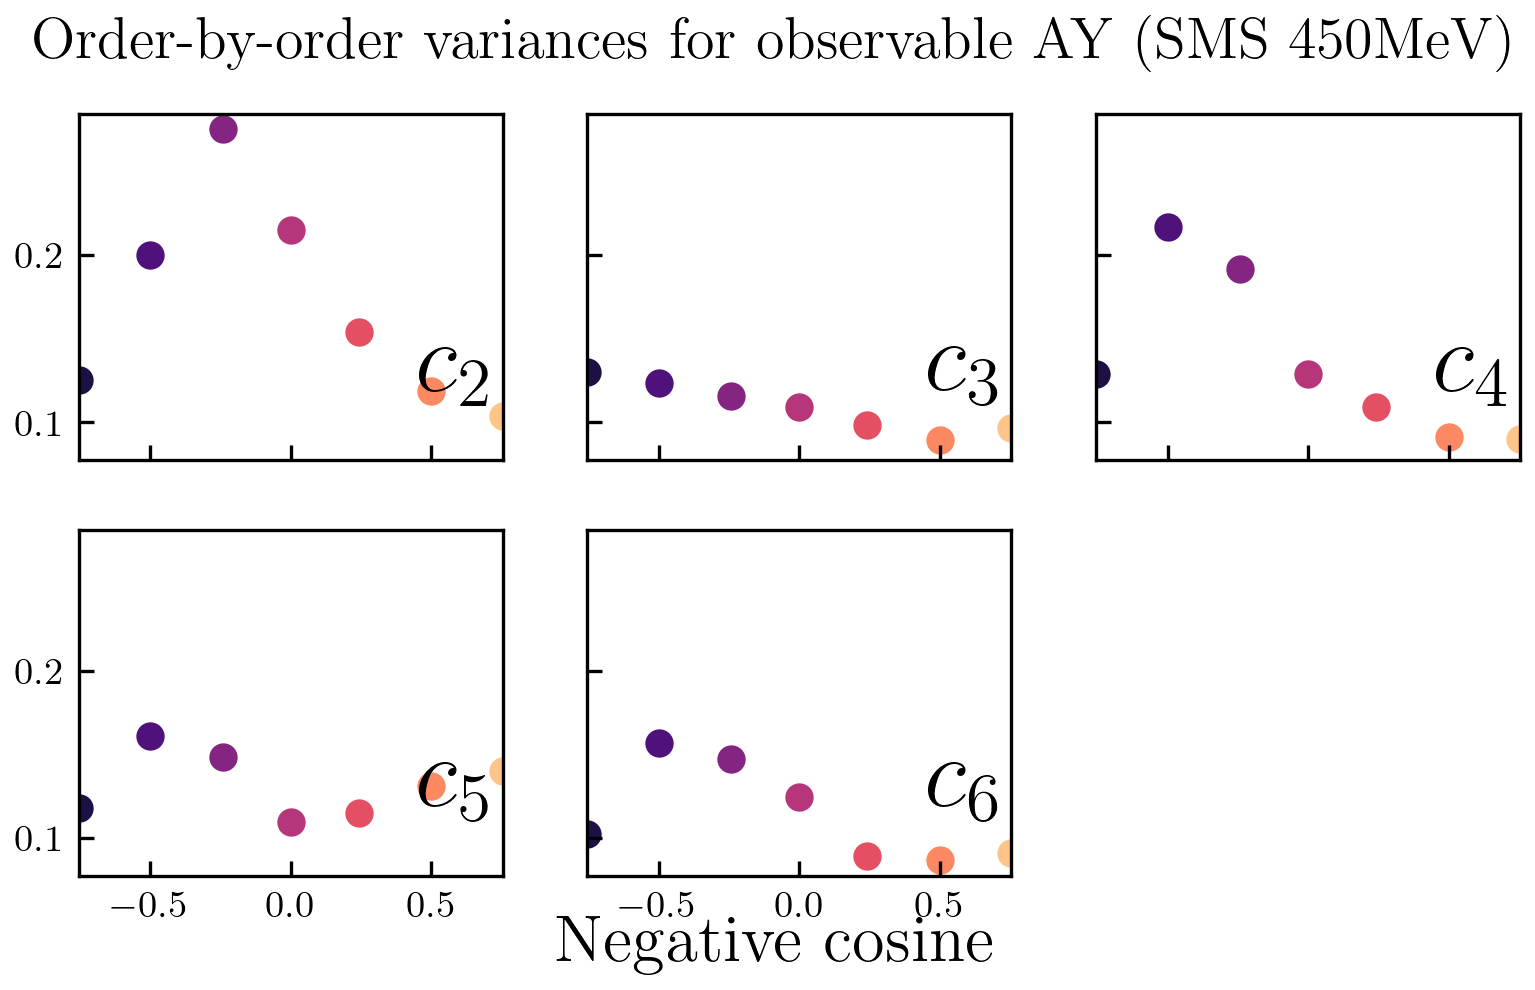 Order-by-order variances for observable AY (SMS 450MeV)
0.2
0.1
c₂
c₃
c₄
0.2
0.1
c₅
c₆
−0.5 0.0 0.5
−0.5 0.0 0.5
Negative cosine